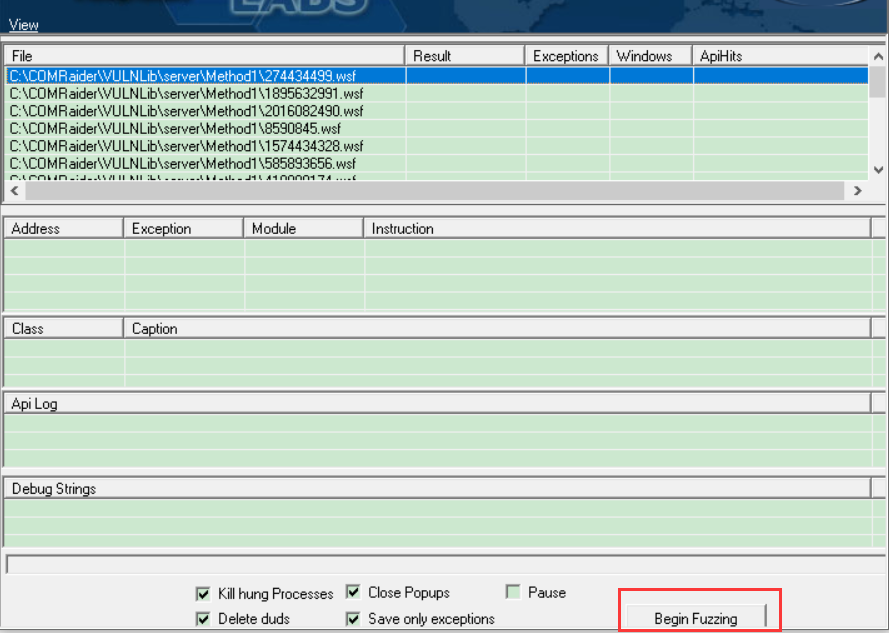 LABS
View
File Result Exceptions Windows ApiHits
C:\COMRaider\VULNLib\server\Method1\274434499.wsf
C:\COMRaider\VULNLib\server\Method1\1895632991.wsf
C:\COMRaider\VULNLib\server\Method1\2016082490.wsf
C:\COMRaider\VULNLib\server\Method1\8590845.wsf
C:\COMRaider\VULNLib\server\Method1\1574434328.wsf
C:\COMRaider\VULNLib\server\Method1\585893656.wsf
Address Exception Module Instruction
Class Caption
Api Log
Debug Strings
Kill hung Processes Close Popups Pause
Delete duds Save only exceptions Begin Fuzzing